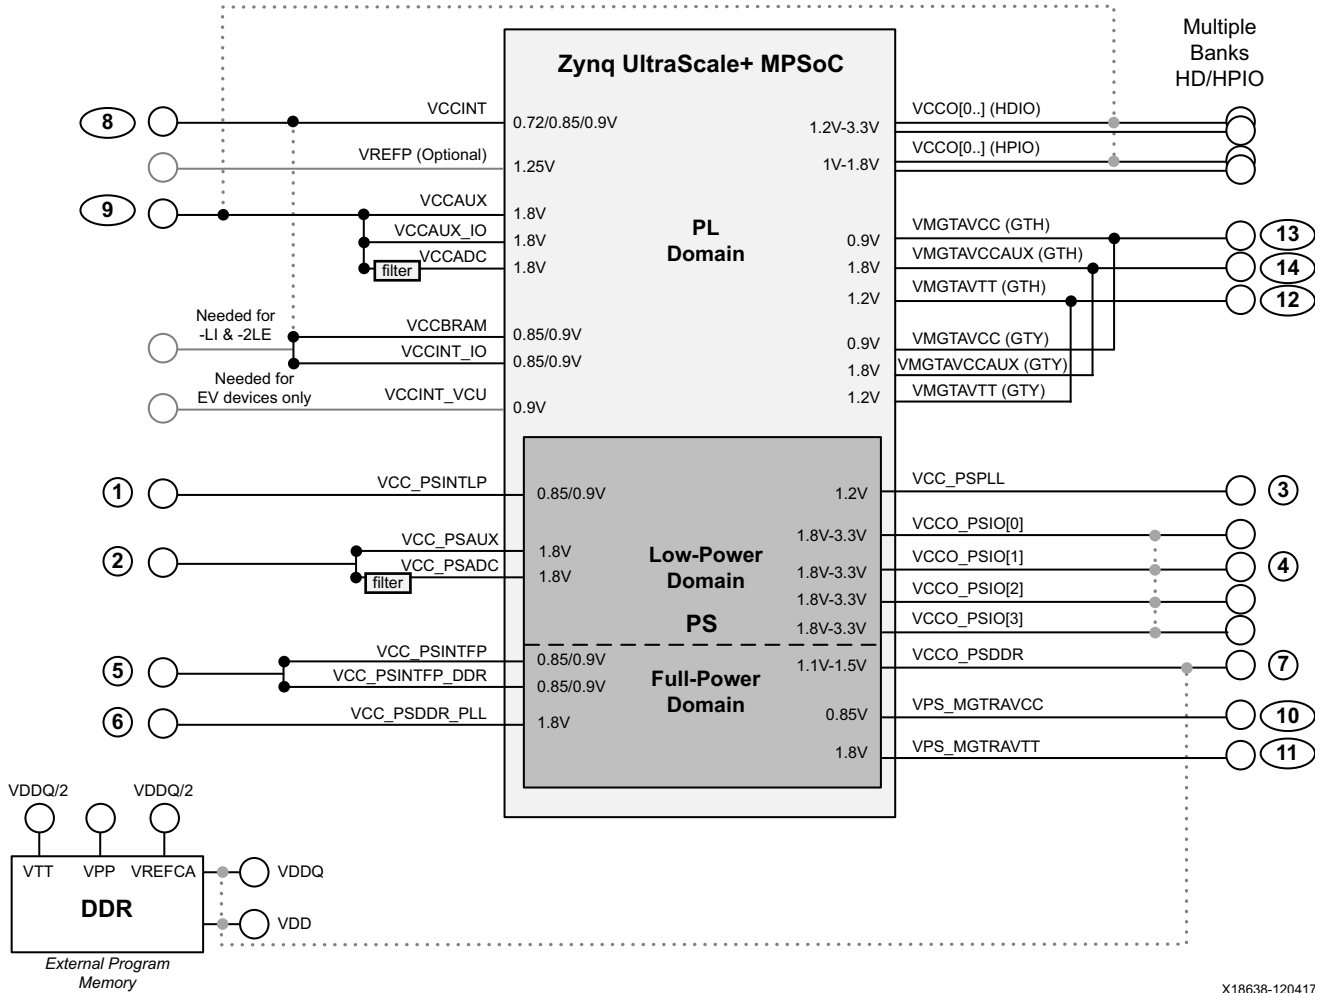 Multiple
Banks
HD/HPIO
Zynq UltraScale+ MPSoC
8
VCCINT
0.72/0.85/0.9V
1.2V-3.3V
VCCO[0..] (HDIO)
VREFP (Optional)
1.25V
1V-1.8V
VCCO[0..] (HPIO)
9
VCCAUX
1.8V
VCCAUX_IO
1.8V
VCCADC
filter
1.8V
PL
Domain
0.9V
VMGTAVCC (GTH)
13
1.8V
VMGTAVCCAUX (GTH)
14
1.2V
VMGTAVTT (GTH)
12
Needed for
-LI & -2LE
VCCBRAM
0.85/0.9V
VCCINT_IO
0.85/0.9V
0.9V
VMGTAVCC (GTY)
1.8V
VMGTAVCCAUX (GTY)
1.2V
VMGTAVTT (GTY)
Needed for
EV devices only
VCCINT_VCU
0.9V
1
VCC_PSINTLP
0.85/0.9V
1.2V
VCC_PSPLL
3
2
VCC_PSAUX
1.8V
VCC_PSADC
filter
1.8V
Low-Power
Domain
1.8V-3.3V
VCCO_PSIO[0]
1.8V-3.3V
VCCO_PSIO[1]
4
1.8V-3.3V
VCCO_PSIO[2]
1.8V-3.3V
VCCO_PSIO[3]
PS
5
VCC_PSINTFP
0.85/0.9V
VCC_PSINTFP_DDR
0.85/0.9V
Full-Power
Domain
1.1V-1.5V
VCCO_PSDDR
7
6
VCC_PSDDR_PLL
1.8V
0.85V
VPS_MGTRAVCC
10
1.8V
VPS_MGTRAVTT
11
VDDQ/2
VDDQ/2
VTT
VPP
VREFCA
VDDQ
DDR
VDD
External Program
Memory
X18638-120417